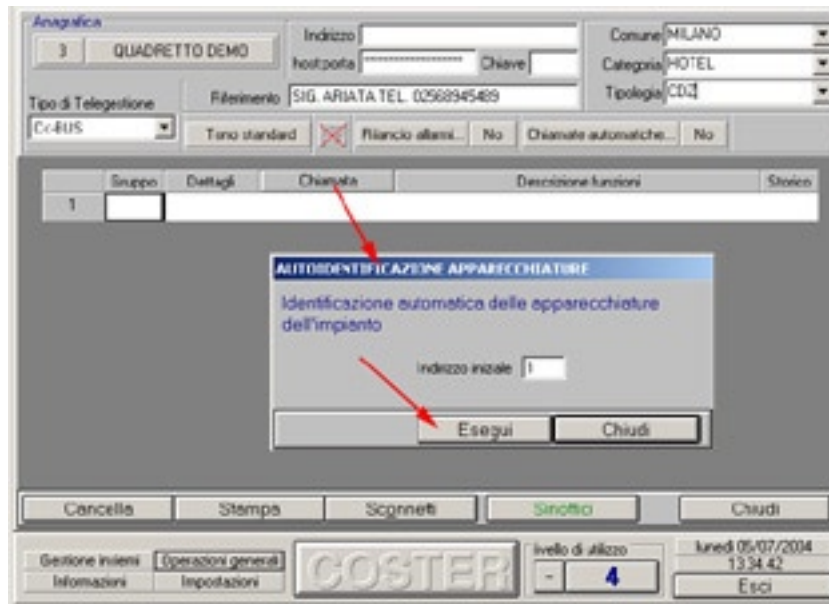 Anagrafica
3 QUADRETTO DEMO
Indirizzo
host:porta ***************** Chiave
Comune MILANO
Categoria HOTEL
Tipologia CDZ
Tipo di Telegestione
Riferimento SIG. ARIATA TEL. 02568945489
Cc-BUS
Tono standard Rilancio allarmi... No Chiamate automatiche... No
Gruppo Dettagli Chiamata Descrizione funzioni Storico
1
AUTOIDENTIFICAZIONE APPARECCHIATURE
Identificazione automatica delle apparecchiature
dell'impianto
Indirizzo iniziale 1
Esegui Chiudi
Cancella Stampa Sconnetti Sinottici Chiudi
Gestione insiemi Operazioni generali
Informazioni Impostazioni
COSTER
livello di utilizzo
- 4
lunedì 05/07/2004
13.34.42
Esci